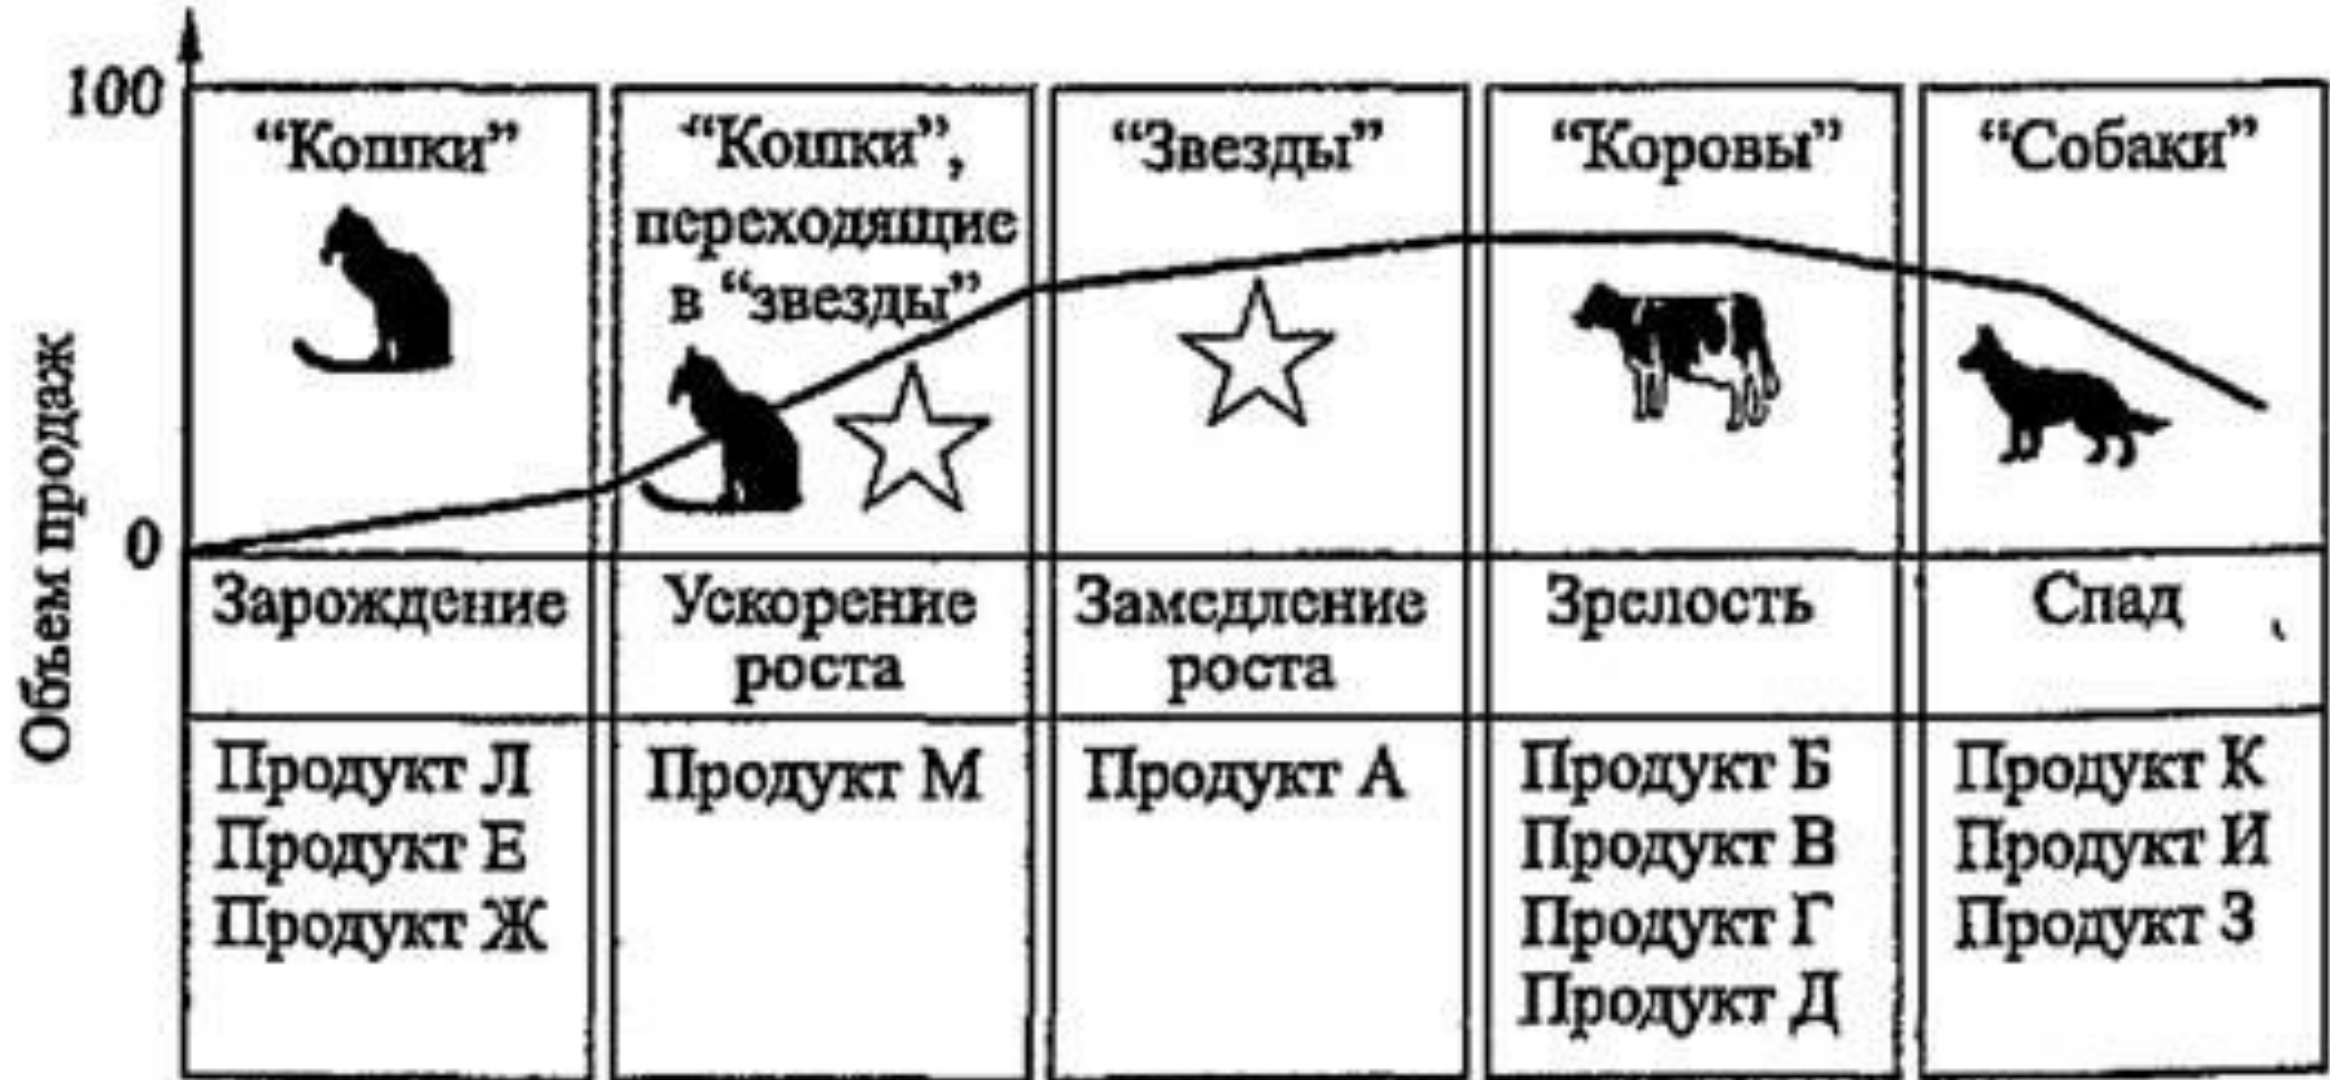 100
“Кошки”
“Кошки”,
переходящие
в “звезды”
“Звезды”
“Коровы”
“Собаки”
Объем продаж
0
Зарождение
Ускорение
роста
Замедление
роста
Зрелость
Спад
Продукт Л
Продукт Е
Продукт Ж
Продукт М
Продукт А
Продукт Б
Продукт В
Продукт Г
Продукт Д
Продукт К
Продукт И
Продукт З